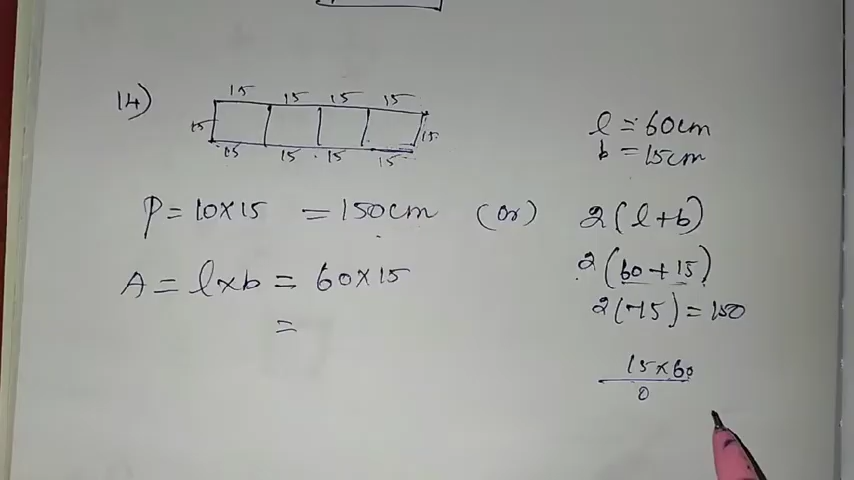 14)
15 15 15 15
15 15
15 15 . 15 15
l = 60cm
b = 15cm
P = 10×15 = 150cm (or) 2(l+b)
2(60+15)
A = l×b = 60×15
2(75) = 150
=
15×60
0